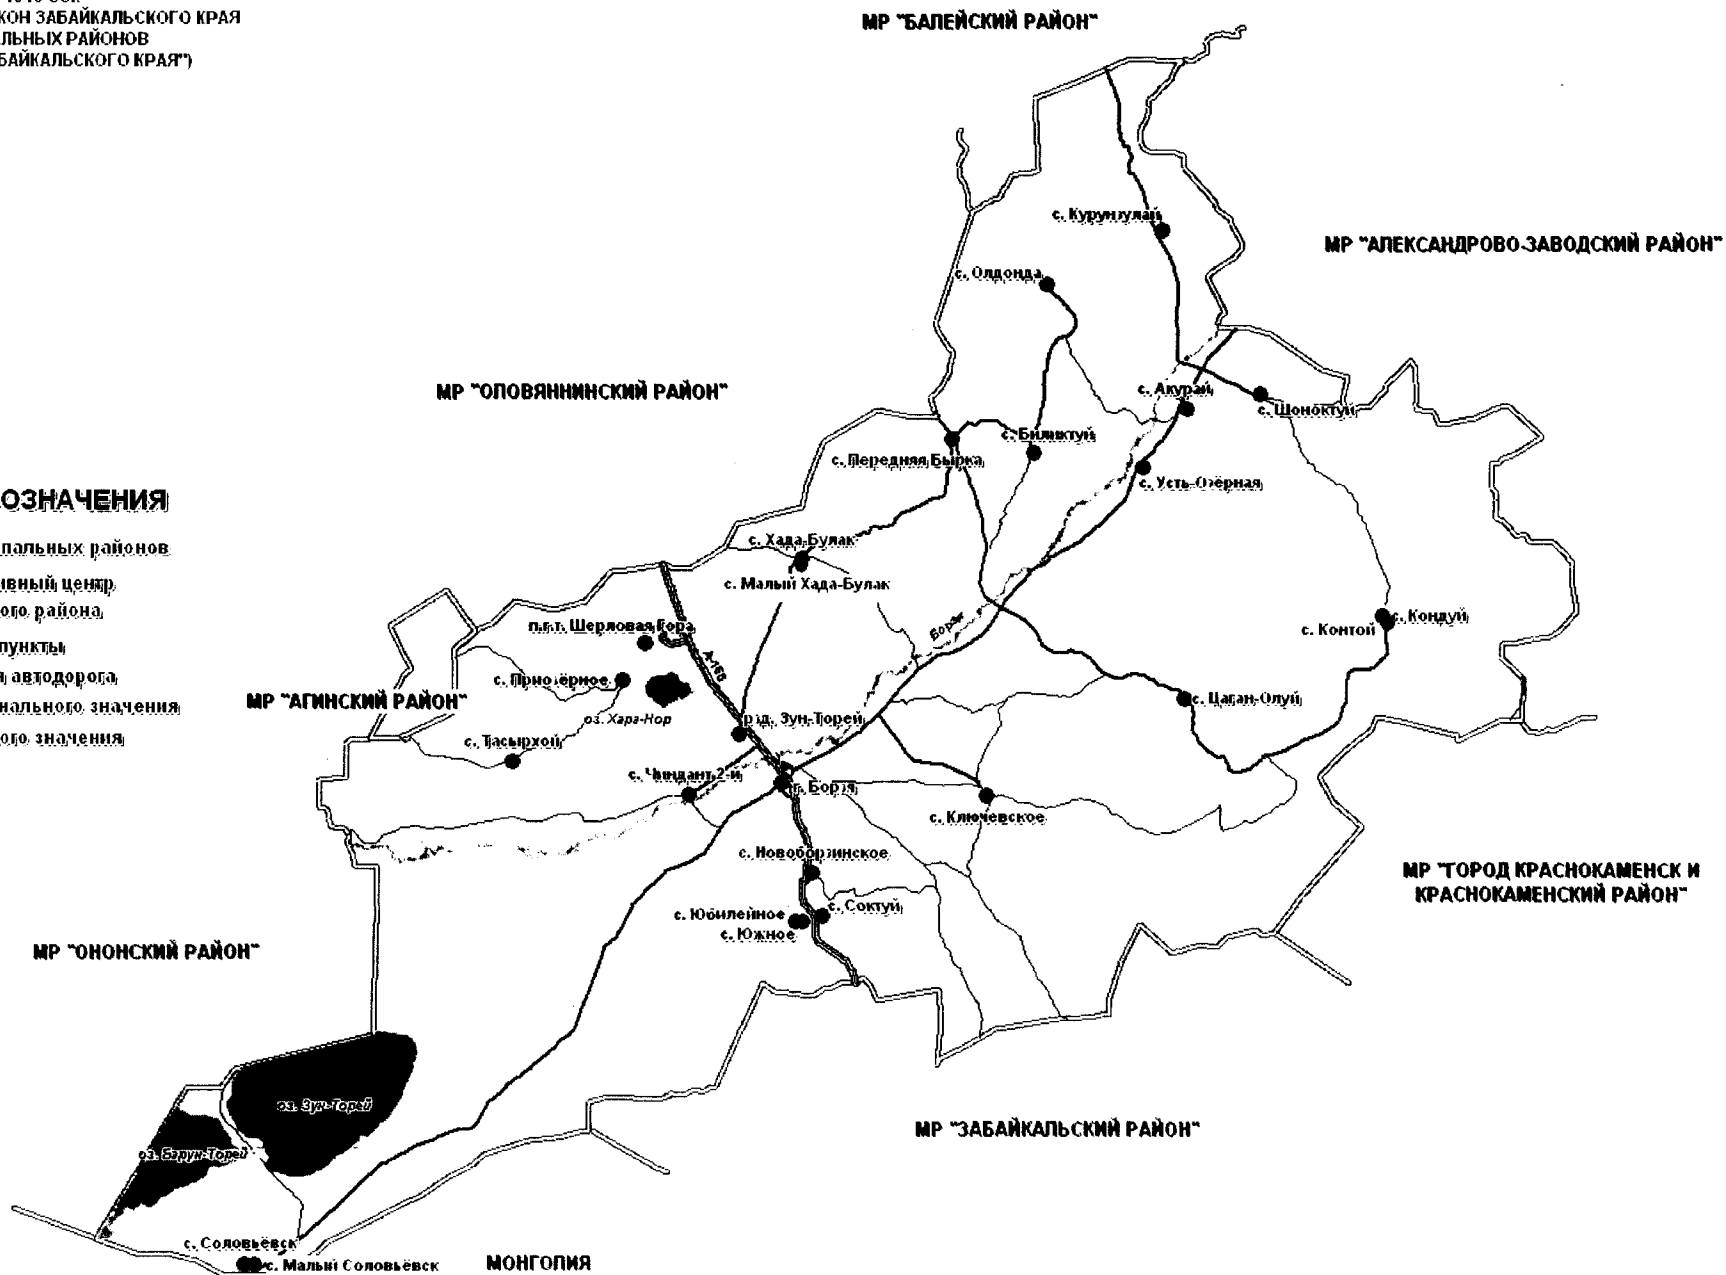 КОН ЗАБАЙКАЛЬСКОГО КРАЯ
АЛЬНЫХ РАЙОНОВ
БАЙКАЛЬСКОГО КРАЯ")
МР "БАЛЕЙСКИЙ РАЙОН"
с. Курунзулай
МР "АЛЕКСАНДРОВО-ЗАВОДСКИЙ РАЙОН"
с. Олдонда
МР "ОЛОВЯННИНСКИЙ РАЙОН"
с. Акурай
с. Шоноктуй
с. Биликтуй
с. Передняя Бырка
с. Усть-Озёрная
ОЗНАЧЕНИЯ
пальных районов
ивный центр
ого района
пункты
я автодорога
нального значения
ого значения
с. Хада-Булак
с. Малый Хада-Булак
п.г.т. Шерловая Гора
Борзя
с. Кондуй
с. Контой
А-166
с. Приозёрное
МР "АГИНСКИЙ РАЙОН"
с. Цаган-Олуй
оз. Хара-Нор
рзд. Зун-Торей
с. Тасырхой
с. Чиндант 2-й
г. Борзя
с. Ключевское
с. Новоборзинское
МР "ГОРОД КРАСНОКАМЕНСК И
КРАСНОКАМЕНСКИЙ РАЙОН"
с. Юбилейное
с. Соктуй
с. Южное
МР "ОНОНСКИЙ РАЙОН"
оз. Зун-Торей
МР "ЗАБАЙКАЛЬСКИЙ РАЙОН"
оз. Барун-Торей
с. Соловьёвск
с. Малый Соловьёвск
МОНГОЛИЯ